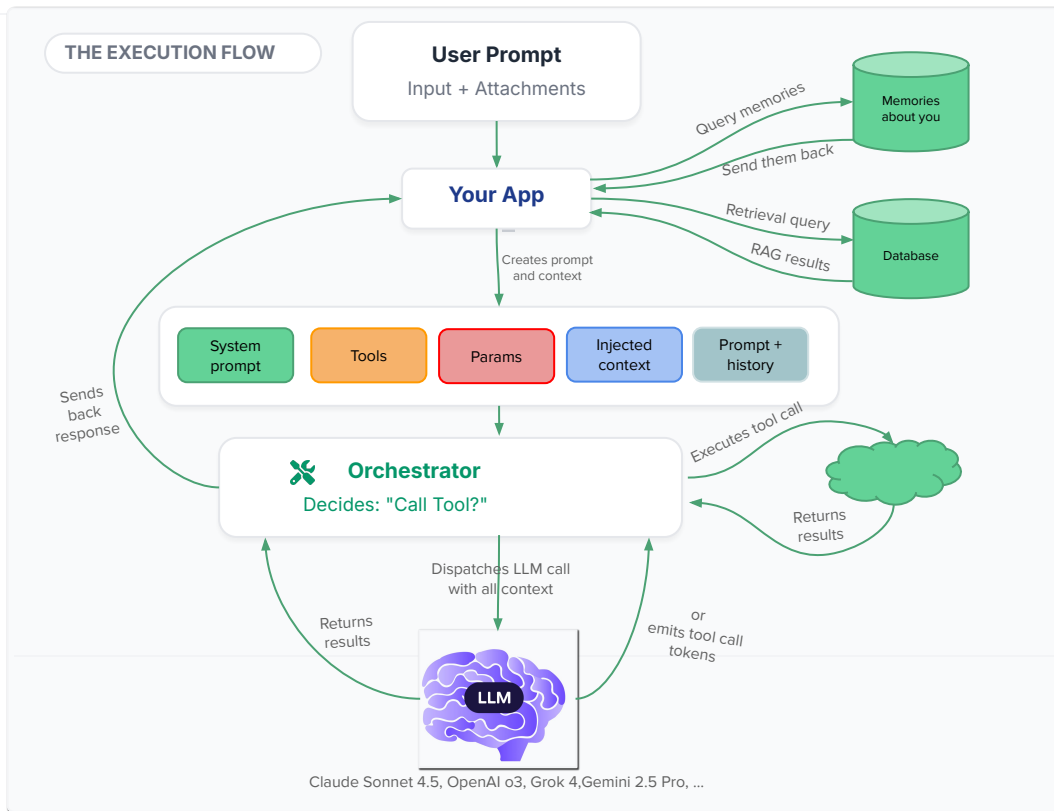 THE EXECUTION FLOW
User Prompt
Input + Attachments
Query memories
Memories
about you
Send them back
Your App
Retrieval query
RAG results
Database
Creates prompt
and context
System
prompt
Tools
Params
Injected
context
Prompt +
history
Sends
back
response
Executes tool call
Orchestrator
Decides: "Call Tool?"
Returns
results
Dispatches LLM call
with all context
Returns
results
or
emits tool call
tokens
LLM
Claude Sonnet 4.5, OpenAI o3, Grok 4,Gemini 2.5 Pro, ...